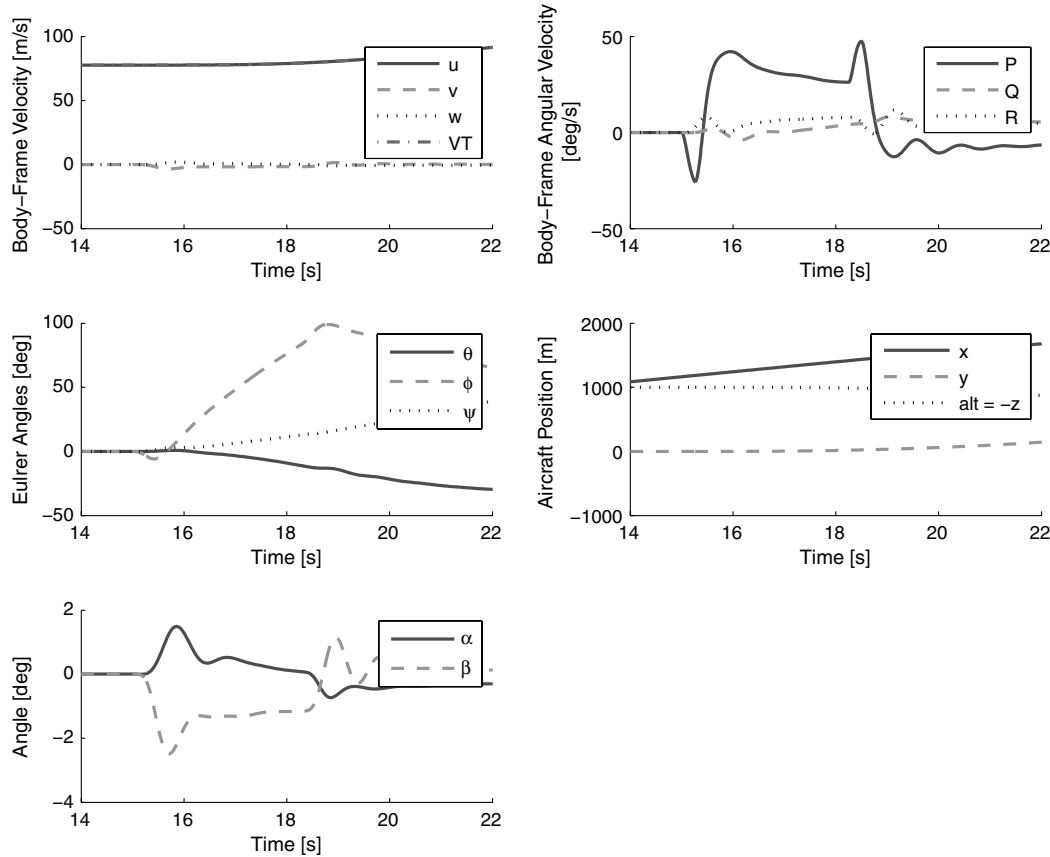 Body−Frame Velocity [m/s]
100
50
0
−50
14 16 18 20 22
Time [s]
u
v
w
VT
Body−Frame Angular Velocity
[deg/s]
50
0
−50
14 16 18 20 22
Time [s]
P
Q
R
Eulrer Angles [deg]
100
50
0
−50
14 16 18 20 22
Time [s]
θ
ϕ
ψ
Aircraft Position [m]
2000
1000
0
−1000
14 16 18 20 22
Time [s]
x
y
alt = −z
Angle [deg]
2
0
−2
−4
14 16 18 20 22
Time [s]
α
β